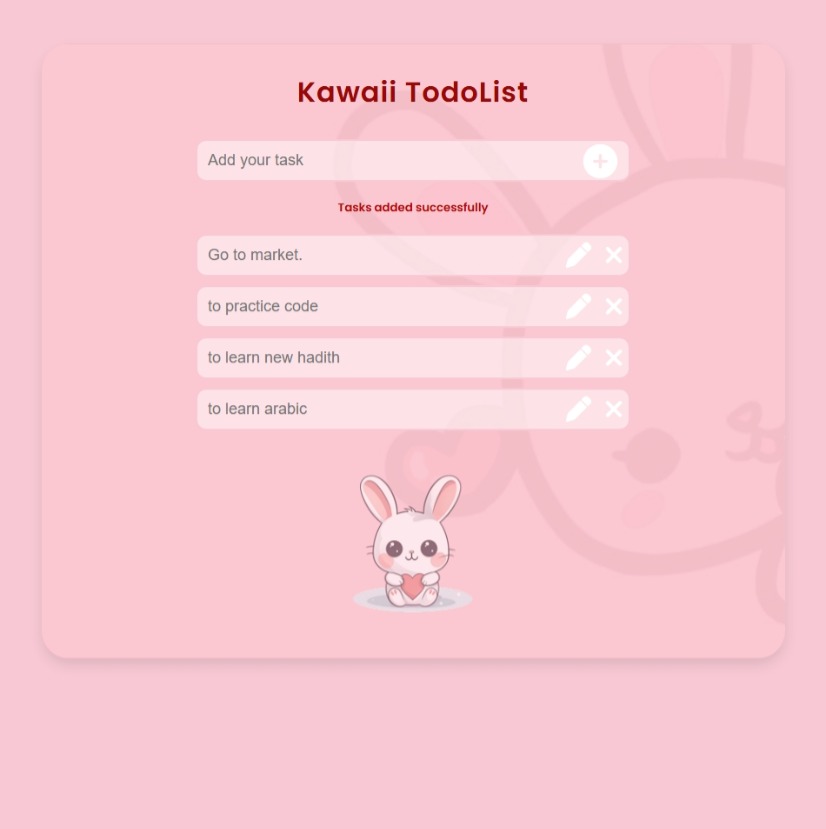 Kawaii TodoList
Add your task
Tasks added successfully
Go to market.
to practice code
to learn new hadith
to learn arabic